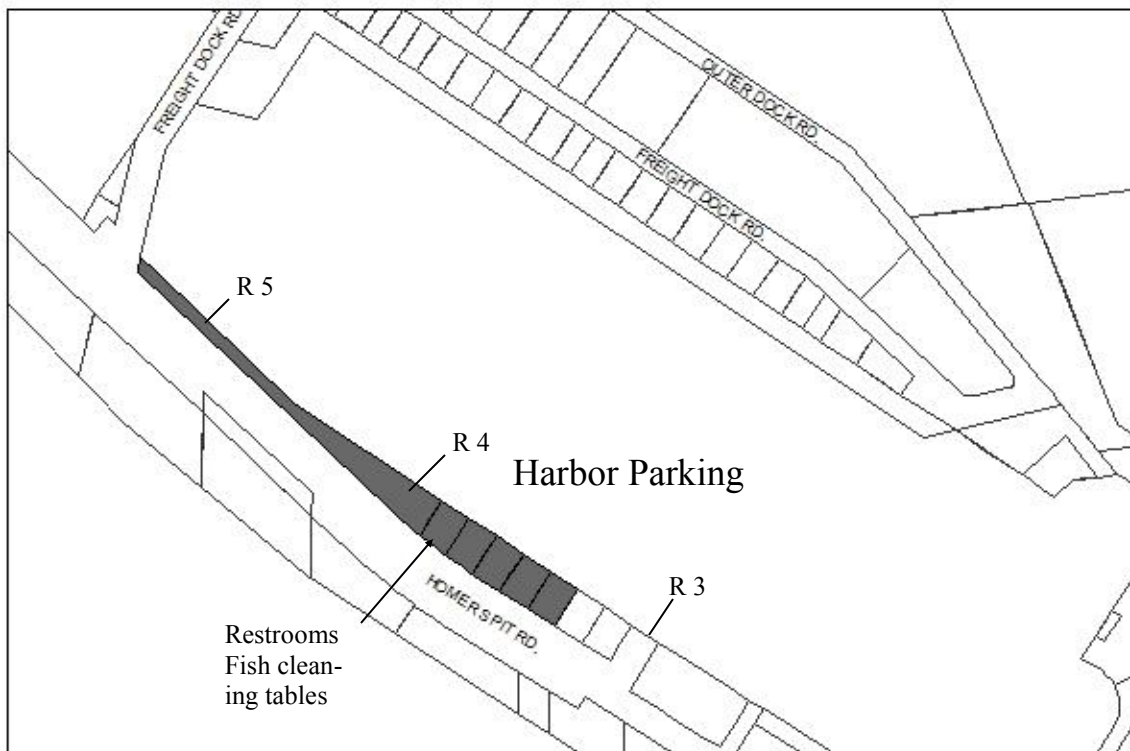 FREIGHT DOCK RD.
OUTER DOCK RD.
FREIGHT DOCK RD.
R 5
R 4
Harbor Parking
R 3
HOMER SPIT RD.
Restrooms
Fish clean-
ing tables